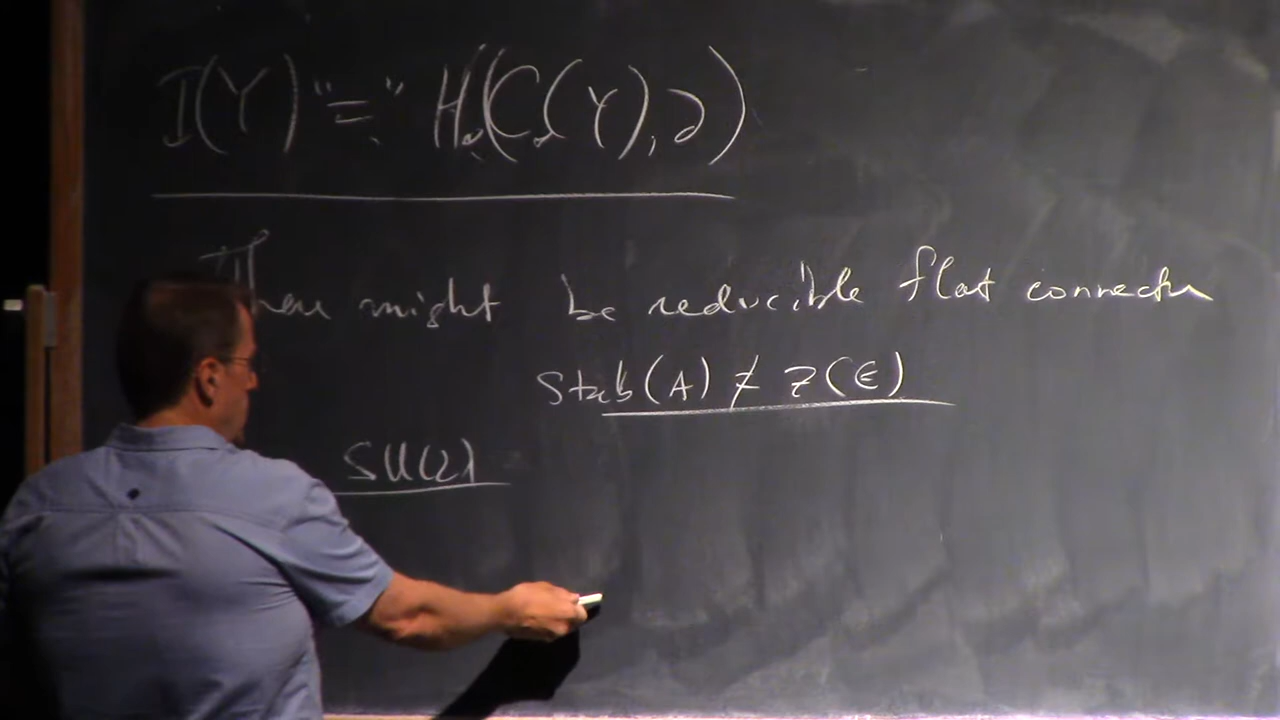 I(Y) "=" H.(C.(Y), ∂)
There might be reducible flat connectn
Stab(A) ≠ Z(E)
SU(2)